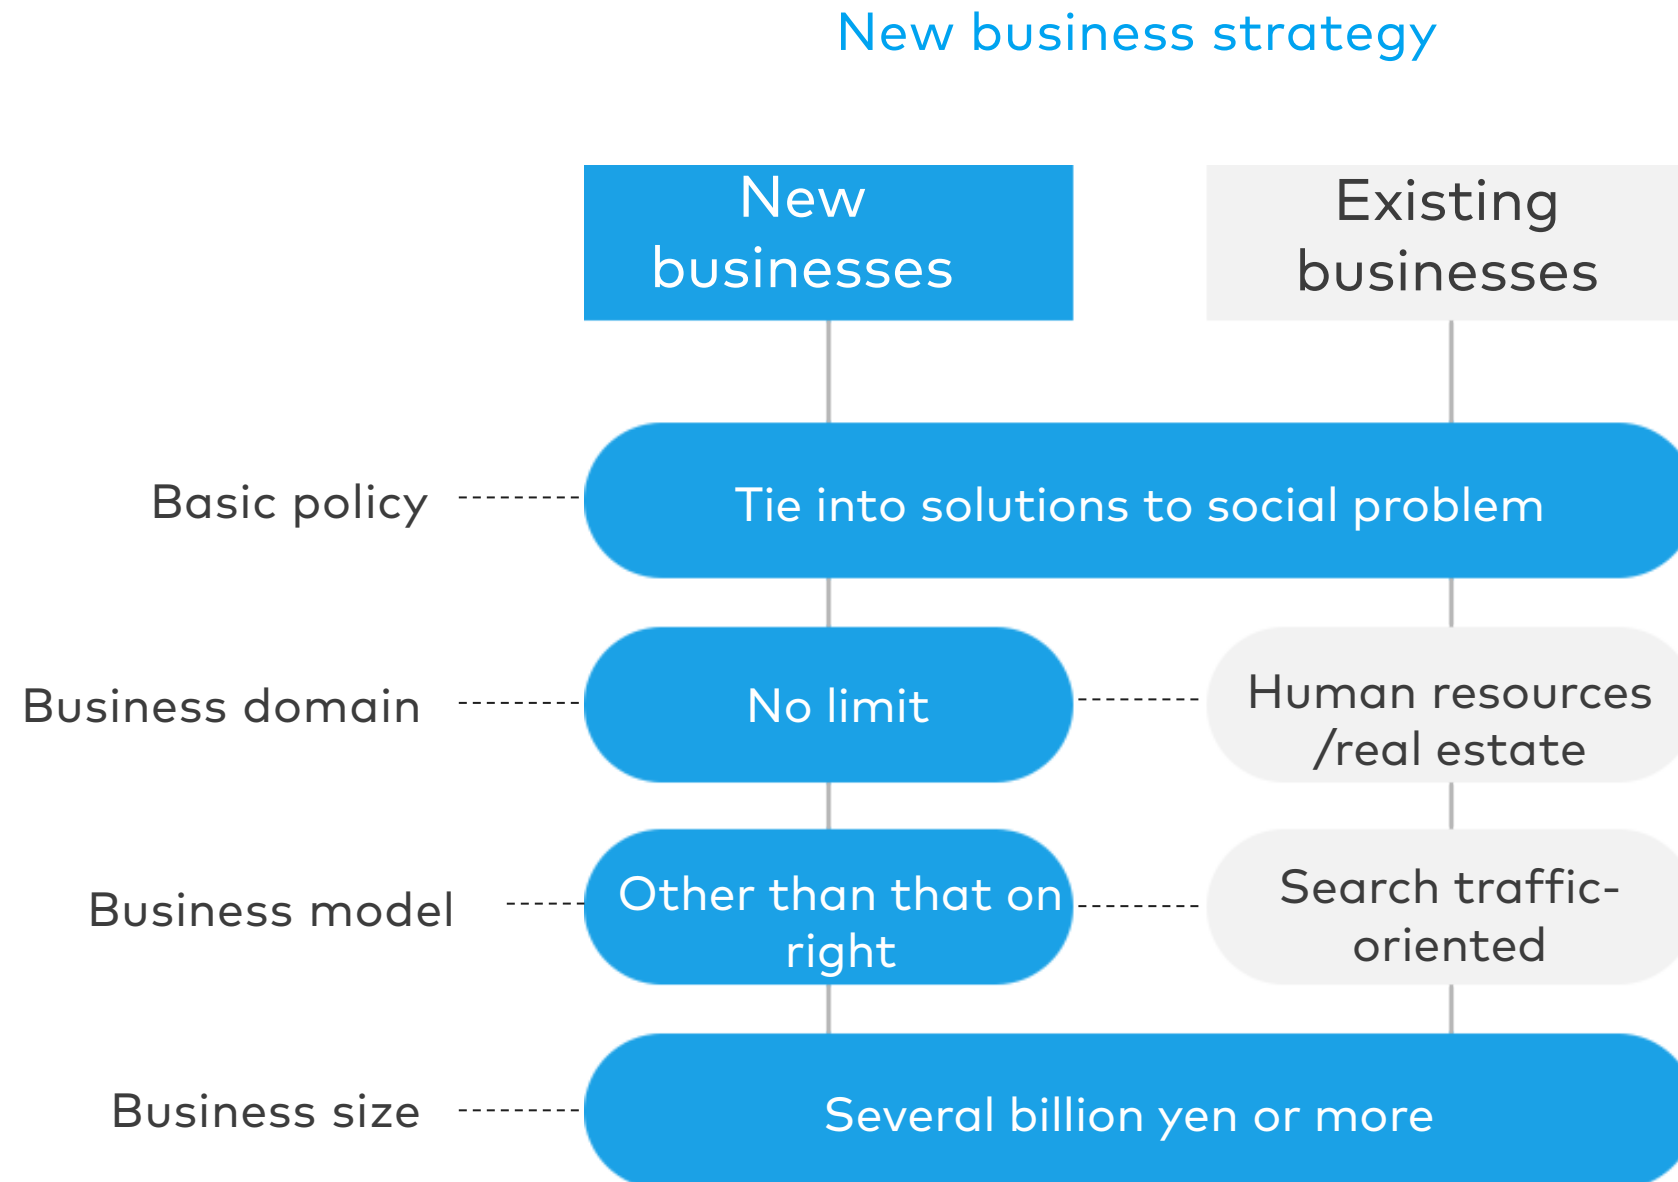 New business strategy
New
businesses
Existing
businesses
Basic policy
Tie into solutions to social problem
Business domain
No limit
Human resources
/real estate
Business model
Other than that on
right
Search traffic-
oriented
Business size
Several billion yen or more